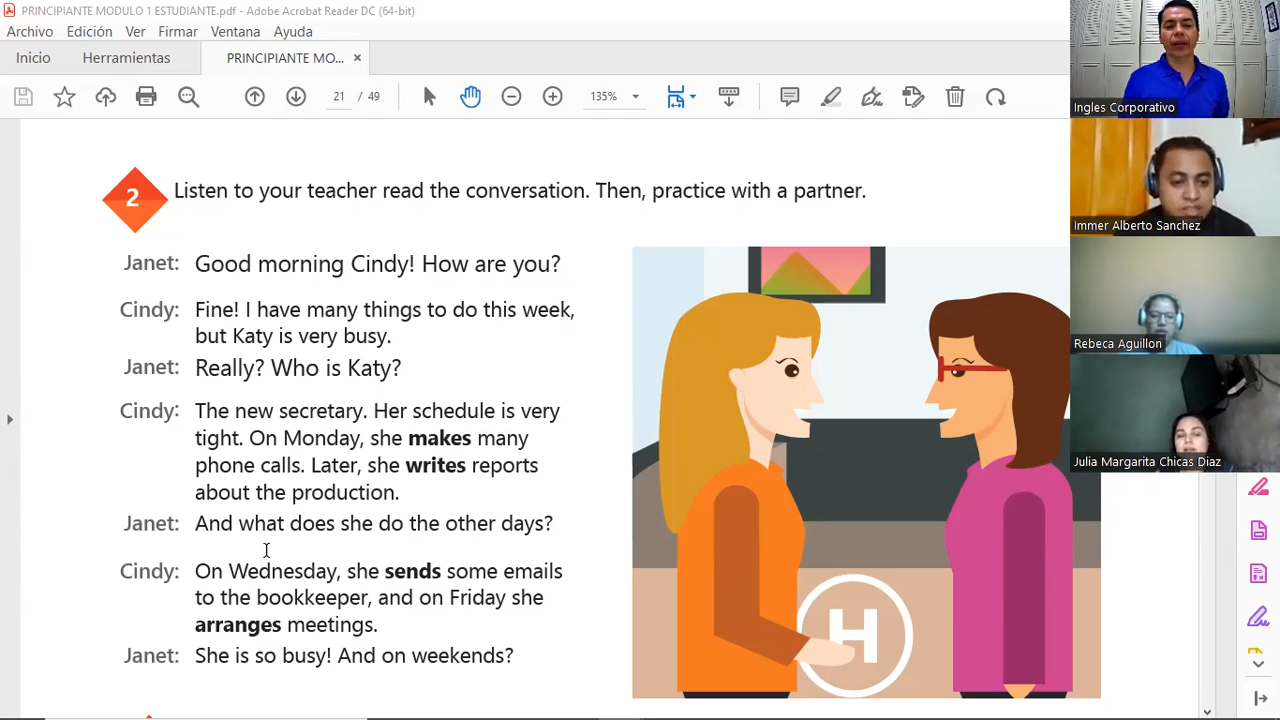 PRINCIPIANTE MODULO 1 ESTUDIANTE.pdf - Adobe Acrobat Reader DC (64-bit)
Archivo Edición Ver Firmar Ventana Ayuda
Inicio Herramientas PRINCIPIANTE MO... ×
21 / 49 135%
2 Listen to your teacher read the conversation. Then, practice with a partner.
Janet: Good morning Cindy! How are you?
Cindy: Fine! I have many things to do this week,
but Katy is very busy.
Janet: Really? Who is Katy?
Cindy: The new secretary. Her schedule is very
tight. On Monday, she makes many
phone calls. Later, she writes reports
about the production.
Janet: And what does she do the other days?
Cindy: On Wednesday, she sends some emails
to the bookkeeper, and on Friday she
arranges meetings.
Janet: She is so busy! And on weekends?
H
Ingles Corporativo
Immer Alberto Sanchez
Rebeca Aguillon
Julia Margarita Chicas Diaz